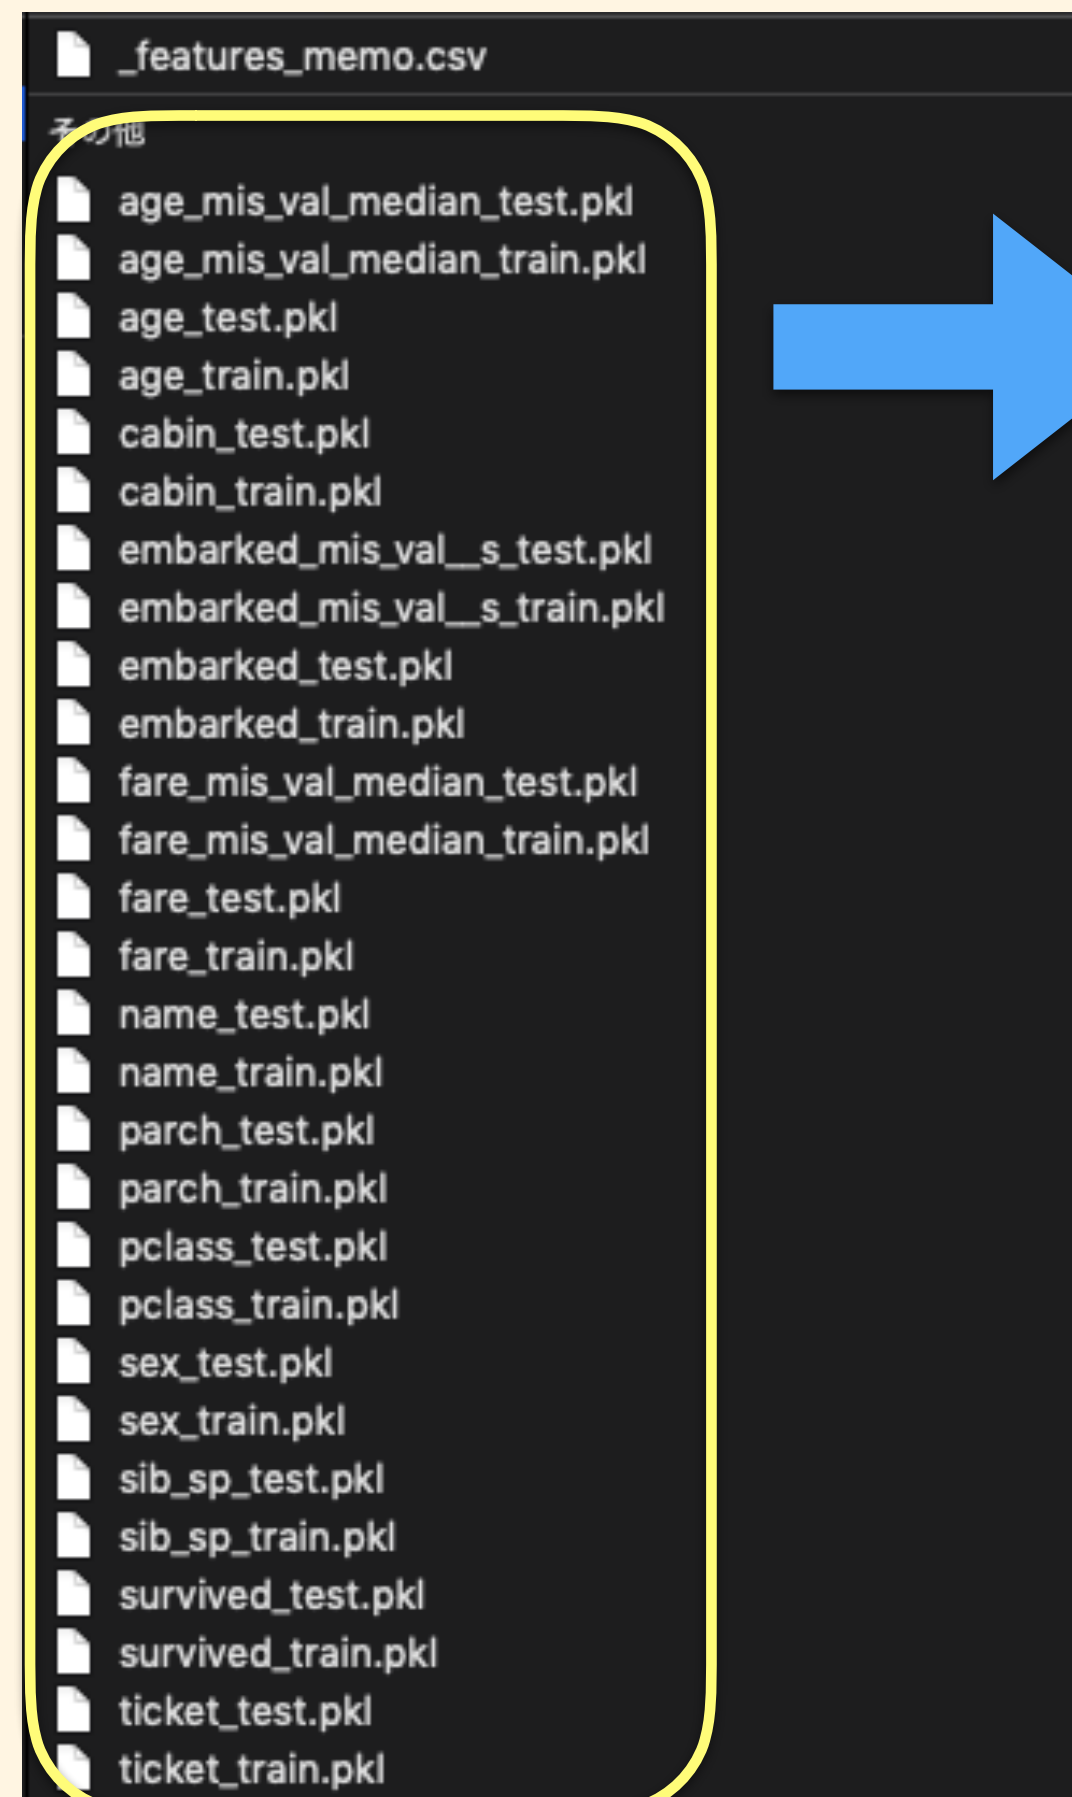 _features_memo.csv
その他
age_mis_val_median_test.pkl
age_mis_val_median_train.pkl
age_test.pkl
age_train.pkl
cabin_test.pkl
cabin_train.pkl
embarked_mis_val__s_test.pkl
embarked_mis_val__s_train.pkl
embarked_test.pkl
embarked_train.pkl
fare_mis_val_median_test.pkl
fare_mis_val_median_train.pkl
fare_test.pkl
fare_train.pkl
name_test.pkl
name_train.pkl
parch_test.pkl
parch_train.pkl
pclass_test.pkl
pclass_train.pkl
sex_test.pkl
sex_train.pkl
sib_sp_test.pkl
sib_sp_train.pkl
survived_test.pkl
survived_train.pkl
ticket_test.pkl
ticket_train.pkl